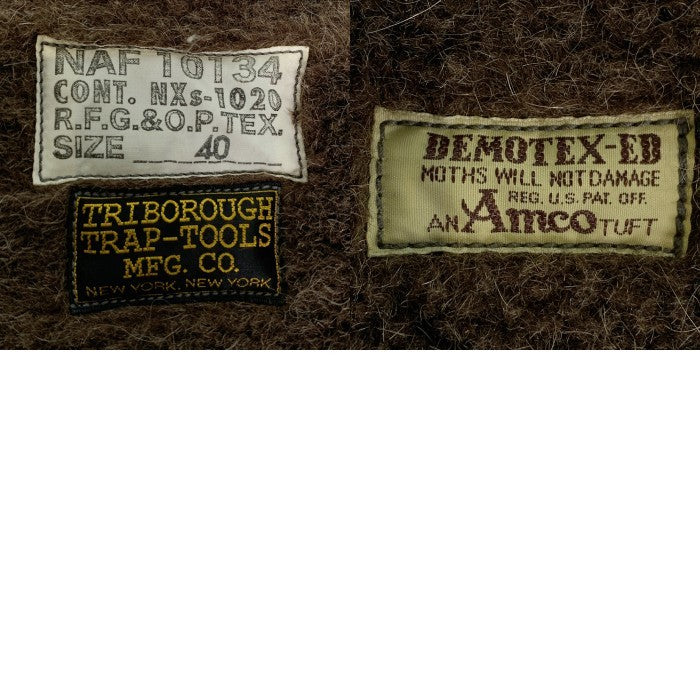 NAF 10134
CONT. NXs-1020
R.F.G.&O.P.TEX.
SIZE 40
TRIBOROUGH
TRAP-TOOLS
MFG. CO.
NEW YORK, NEW YORK
DEMOTEX-ED
MOTHS WILL NOT DAMAGE
REG. U.S. PAT. OFF.
AN Amco TUFT